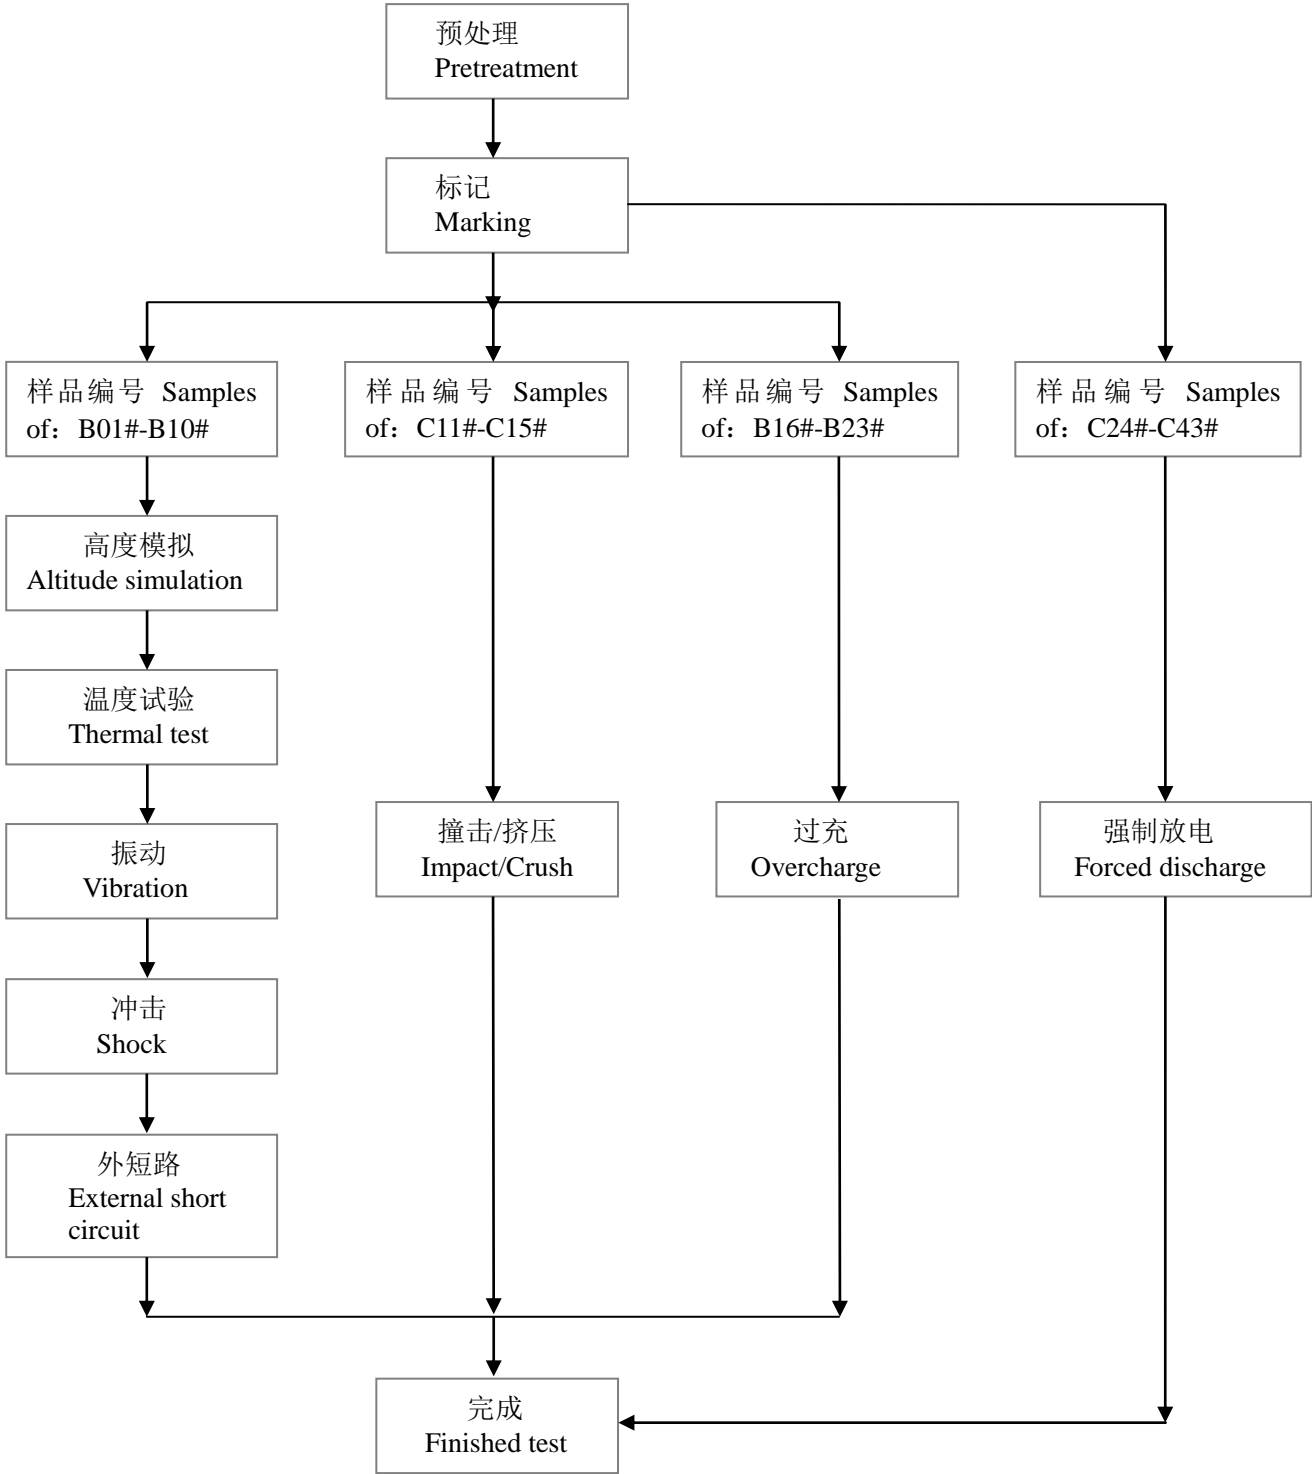 预处理
Pretreatment
标记
Marking
样品编号 Samples
of：B01#-B10#
样品编号 Samples
of：C11#-C15#
样品编号 Samples
of：B16#-B23#
样品编号 Samples
of：C24#-C43#
高度模拟
Altitude simulation
温度试验
Thermal test
振动
Vibration
撞击/挤压
Impact/Crush
过充
Overcharge
强制放电
Forced discharge
冲击
Shock
外短路
External short
circuit
完成
Finished test